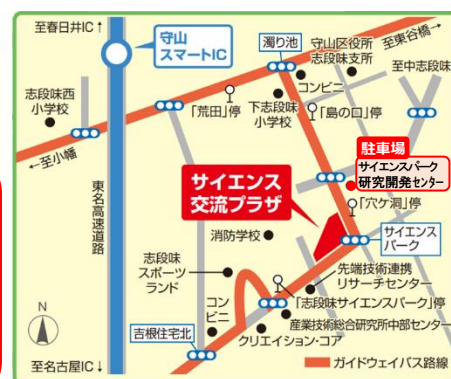 至春日井IC↑
守山
スマートIC
濁り池
守山区役所
志段味支所
至東谷橋→
コンビニ
至中志段味
志段味西
小学校
「荒田」停
下志段味
小学校
「島の口」停
←至小幡
駐車場
サイエンスパーク
研究開発センター
サイエンス
交流プラザ
「穴ケ洞」停
東名高速道路
消防学校
サイエンス
パーク
志段味
スポーツ
ランド
先端技術連携
リサーチセンター
「志段味サイエンスパーク」停
コン
ビニ
産業技術総合研究所中部センター
N
吉根住宅北
クリエイション・コア
至名古屋IC↓
ガイドウェイバス路線